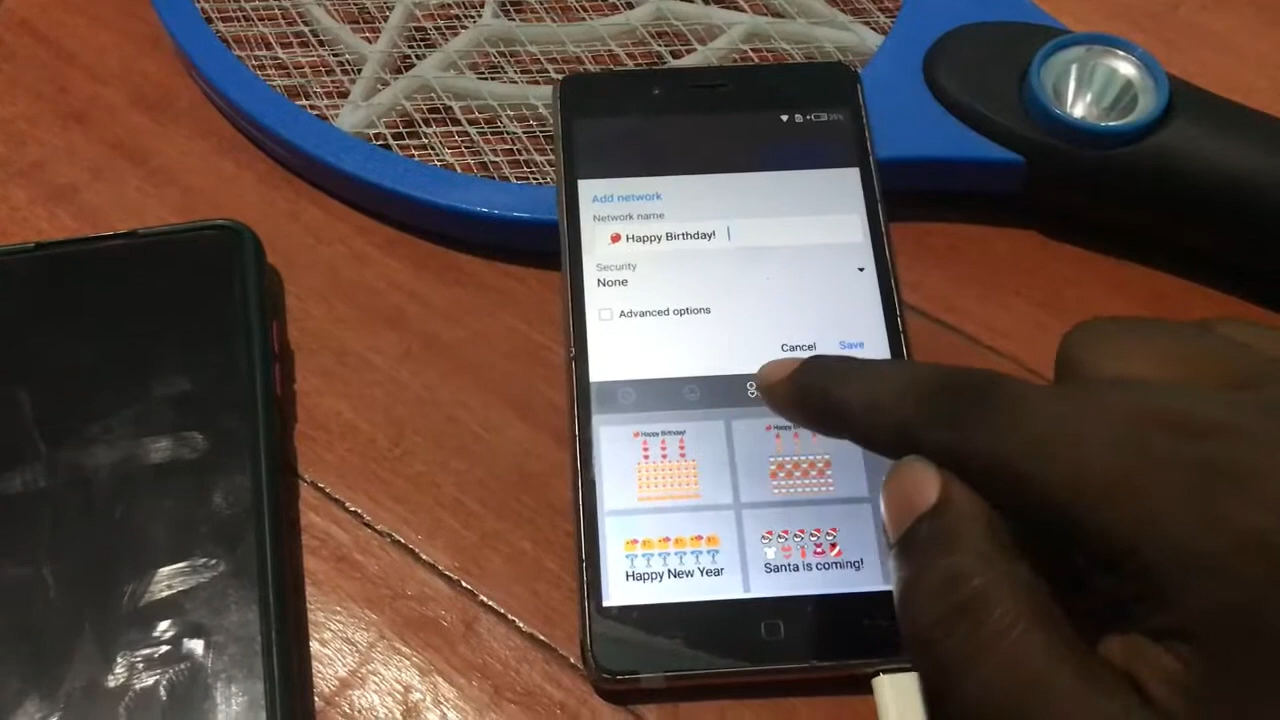 Add network
Network name
🎈 Happy Birthday!
Security
None
Advanced options
Cancel
Save
Happy Birthday!
Happy New Year
Santa is coming!